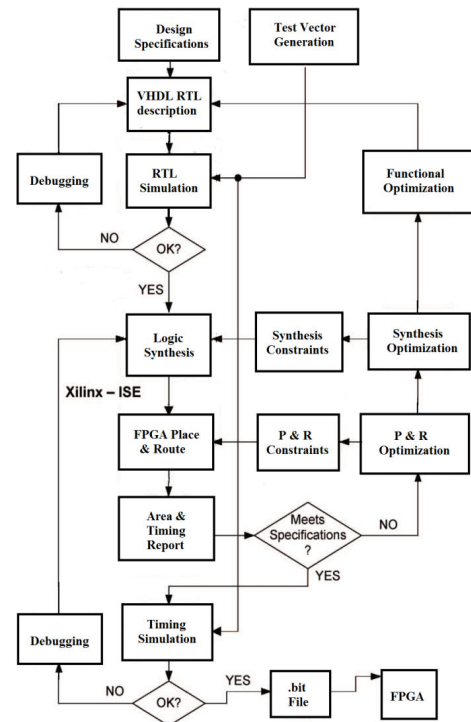 Design
Specifications
Test Vector
Generation
VHDL RTL
description
Debugging
RTL
Simulation
Functional
Optimization
NO
OK?
YES
Logic
Synthesis
Synthesis
Constraints
Synthesis
Optimization
Xilinx – ISE
FPGA Place
& Route
P & R
Constraints
P & R
Optimization
Area &
Timing
Report
Meets
Specifications
?
NO
YES
Timing
Simulation
Debugging
NO
OK?
YES
.bit
File
FPGA